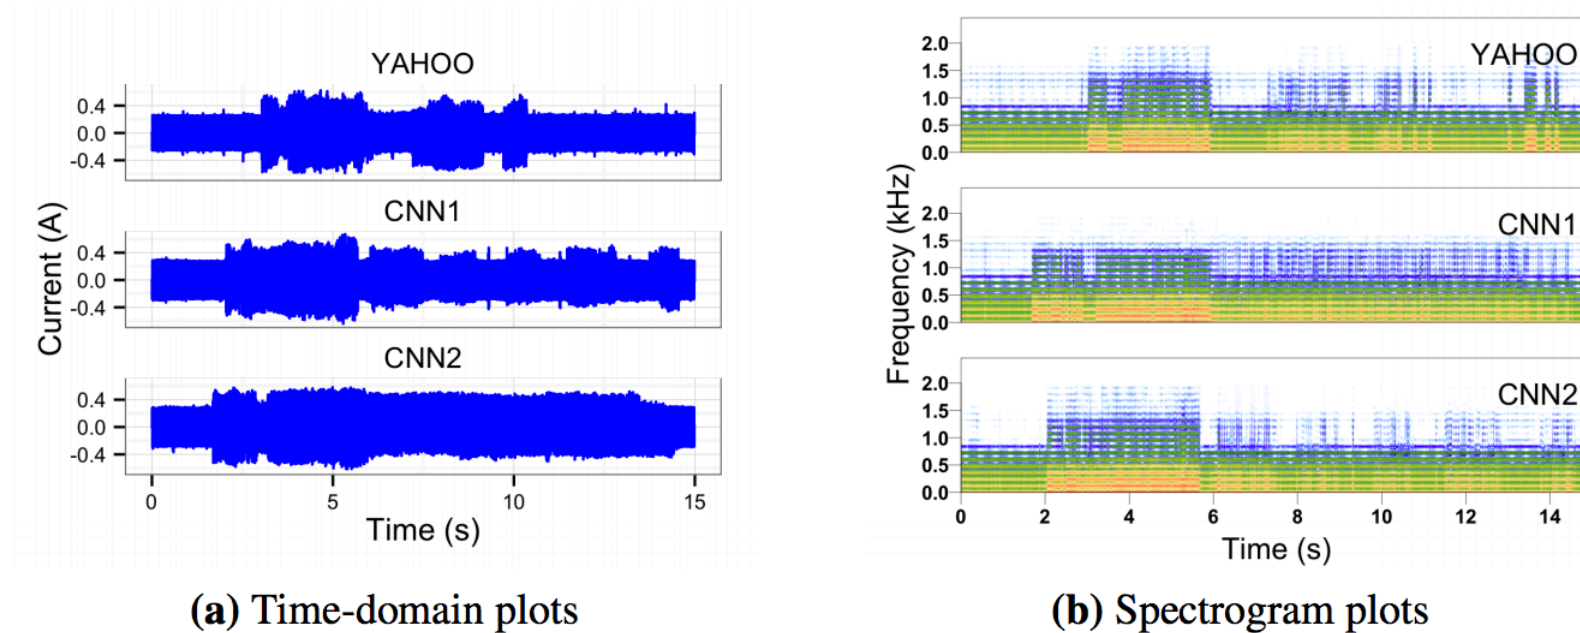 YAHOO
0.4
0.0
-0.4
CNN1
0.4
0.0
-0.4
CNN2
0.4
0.0
-0.4
0 5 10 15
Current (A)
Time (s)
(a) Time-domain plots
YAHOO
2.0
1.5
1.0
0.5
0.0
CNN1
2.0
1.5
1.0
0.5
0.0
CNN2
2.0
1.5
1.0
0.5
0.0
0 2 4 6 8 10 12 14
Frequency (kHz)
Time (s)
(b) Spectrogram plots